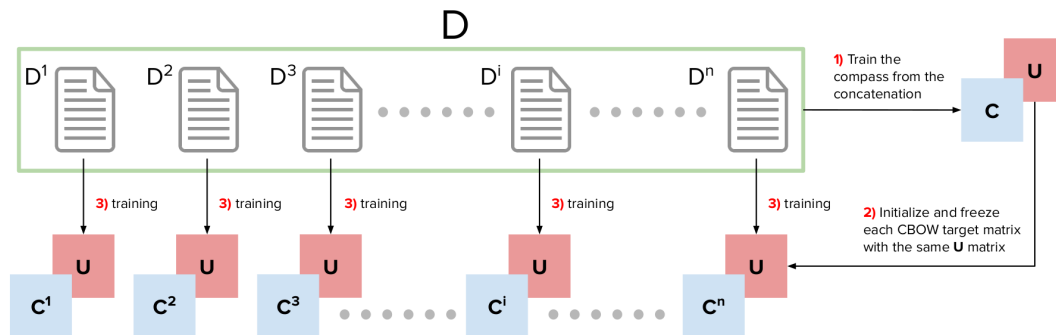 D
D¹
D²
D³
Dⁱ
Dⁿ
1) Train the
compass from the
concatenation
U
C
3) training
3) training
3) training
3) training
3) training
2) Initialize and freeze
each CBOW target matrix
with the same U matrix
U
U
U
U
U
C¹
C²
C³
Cⁱ
Cⁿ